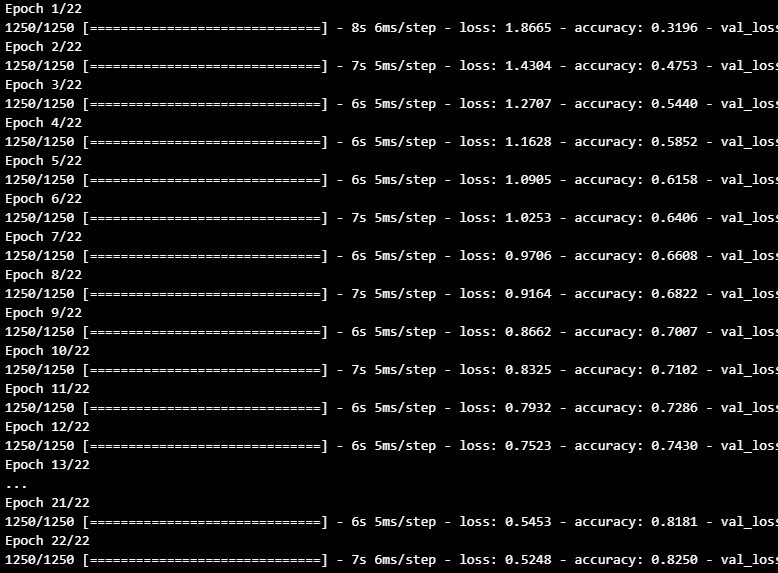 Epoch 1/22
1250/1250 [==============================] - 8s 6ms/step - loss: 1.8665 - accuracy: 0.3196 - val_loss
Epoch 2/22
1250/1250 [==============================] - 7s 5ms/step - loss: 1.4304 - accuracy: 0.4753 - val_loss
Epoch 3/22
1250/1250 [==============================] - 6s 5ms/step - loss: 1.2707 - accuracy: 0.5440 - val_loss
Epoch 4/22
1250/1250 [==============================] - 6s 5ms/step - loss: 1.1628 - accuracy: 0.5852 - val_loss
Epoch 5/22
1250/1250 [==============================] - 6s 5ms/step - loss: 1.0905 - accuracy: 0.6158 - val_loss
Epoch 6/22
1250/1250 [==============================] - 7s 5ms/step - loss: 1.0253 - accuracy: 0.6406 - val_loss
Epoch 7/22
1250/1250 [==============================] - 6s 5ms/step - loss: 0.9706 - accuracy: 0.6608 - val_loss
Epoch 8/22
1250/1250 [==============================] - 7s 5ms/step - loss: 0.9164 - accuracy: 0.6822 - val_loss
Epoch 9/22
1250/1250 [==============================] - 6s 5ms/step - loss: 0.8662 - accuracy: 0.7007 - val_loss
Epoch 10/22
1250/1250 [==============================] - 7s 5ms/step - loss: 0.8325 - accuracy: 0.7102 - val_loss
Epoch 11/22
1250/1250 [==============================] - 6s 5ms/step - loss: 0.7932 - accuracy: 0.7286 - val_loss
Epoch 12/22
1250/1250 [==============================] - 6s 5ms/step - loss: 0.7523 - accuracy: 0.7430 - val_loss
Epoch 13/22
...
Epoch 21/22
1250/1250 [==============================] - 6s 5ms/step - loss: 0.5453 - accuracy: 0.8181 - val_loss
Epoch 22/22
1250/1250 [==============================] - 7s 6ms/step - loss: 0.5248 - accuracy: 0.8250 - val_loss